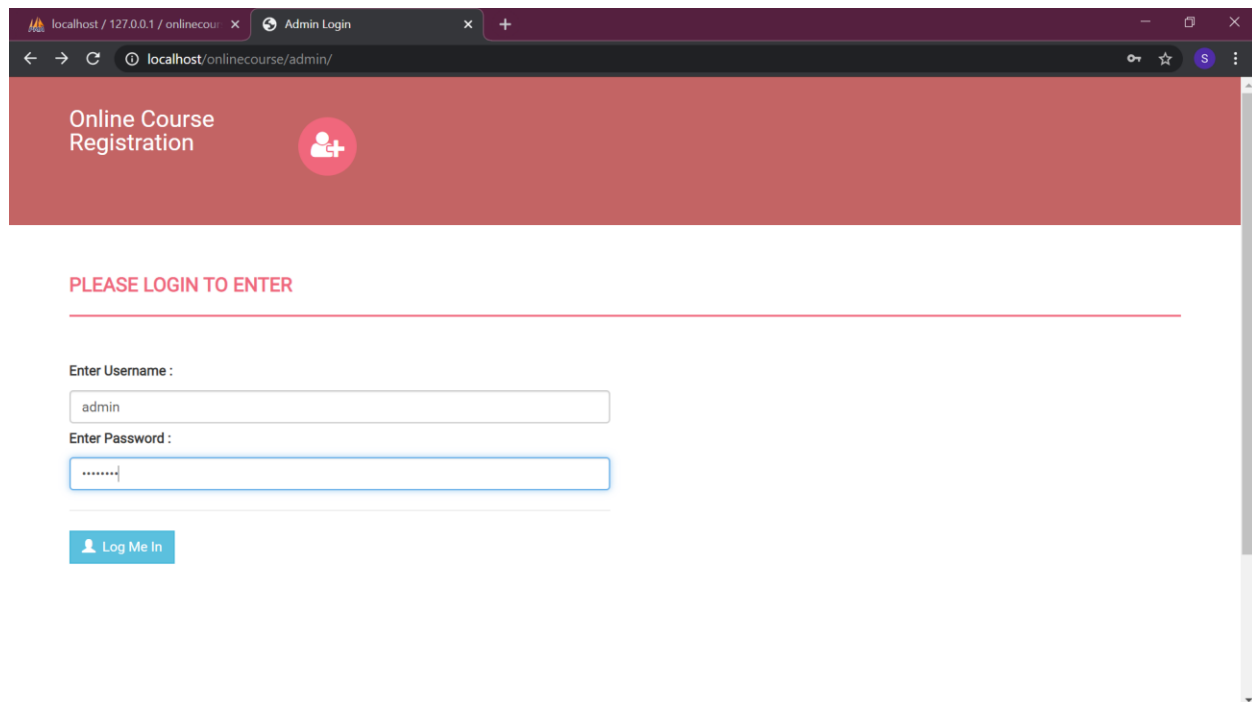 localhost / 127.0.0.1 / onlinecour
Admin Login
localhost/onlinecourse/admin/
S
Online Course
Registration
PLEASE LOGIN TO ENTER
Enter Username :
admin
Enter Password :
••••••••
Log Me In